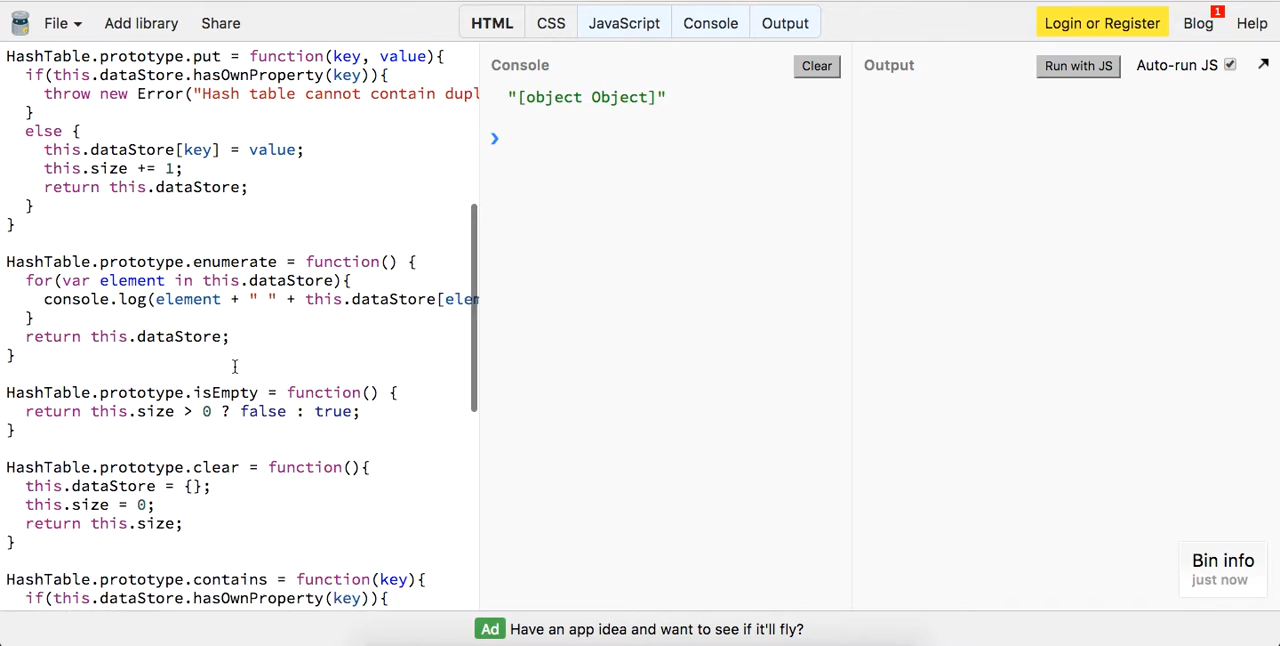 File Add library Share HTML CSS JavaScript Console Output Login or Register Blog 1 Help
HashTable.prototype.put = function(key, value){
if(this.dataStore.hasOwnProperty(key)){
throw new Error("Hash table cannot contain dupl
}
else {
this.dataStore[key] = value;
this.size += 1;
return this.dataStore;
}
}
HashTable.prototype.enumerate = function() {
for(var element in this.dataStore){
console.log(element + " " + this.dataStore[elem
}
return this.dataStore;
}
HashTable.prototype.isEmpty = function() {
return this.size > 0 ? false : true;
}
HashTable.prototype.clear = function(){
this.dataStore = {};
this.size = 0;
return this.size;
}
HashTable.prototype.contains = function(key){
if(this.dataStore.hasOwnProperty(key)){
Console Clear
"[object Object]"
Output Run with JS Auto-run JS
Bin info
just now
Ad Have an app idea and want to see if it'll fly?